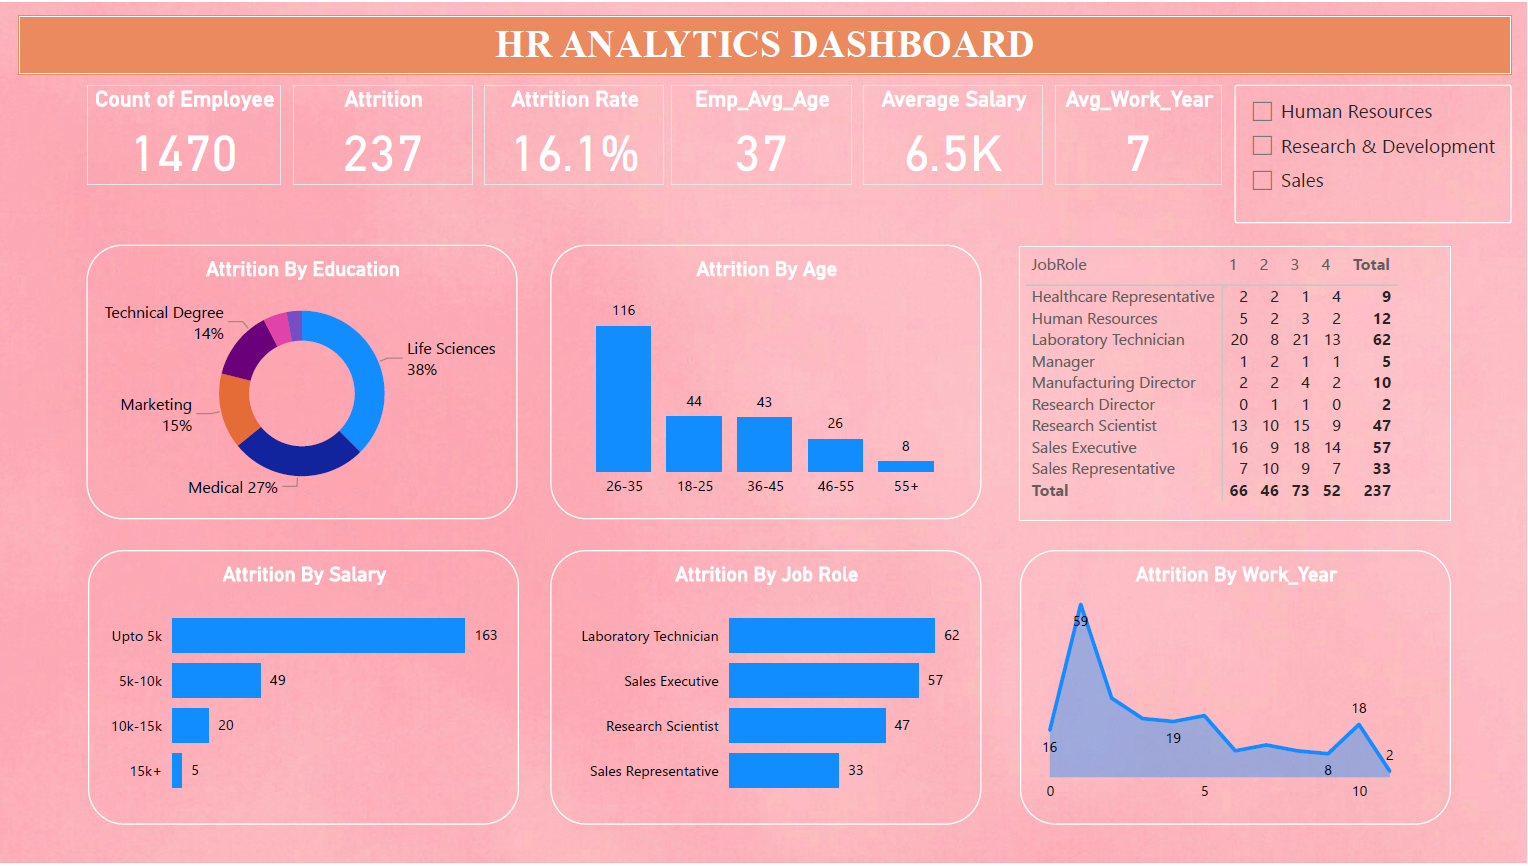 HR ANALYTICS DASHBOARD
Count of Employee
1470
Attrition
237
Attrition Rate
16.1%
Emp_Avg_Age
37
Average Salary
6.5K
Avg_Work_Year
7
Human Resources
Research & Development
Sales
Attrition By Education
Technical Degree
14%
Life Sciences
38%
Marketing
15%
Medical 27%
Attrition By Age
116
44
43
26
8
26-35 18-25 36-45 46-55 55+
JobRole 1 2 3 4 Total
Healthcare Representative 2 2 1 4 9
Human Resources 5 2 3 2 12
Laboratory Technician 20 8 21 13 62
Manager 1 2 1 1 5
Manufacturing Director 2 2 4 2 10
Research Director 0 1 1 0 2
Research Scientist 13 10 15 9 47
Sales Executive 16 9 18 14 57
Sales Representative 7 10 9 7 33
Total 66 46 73 52 237
Attrition By Salary
Upto 5k 163
5k-10k 49
10k-15k 20
15k+ 5
Attrition By Job Role
Laboratory Technician 62
Sales Executive 57
Research Scientist 47
Sales Representative 33
Attrition By Work_Year
59
18
19
16
2
8
0 5 10